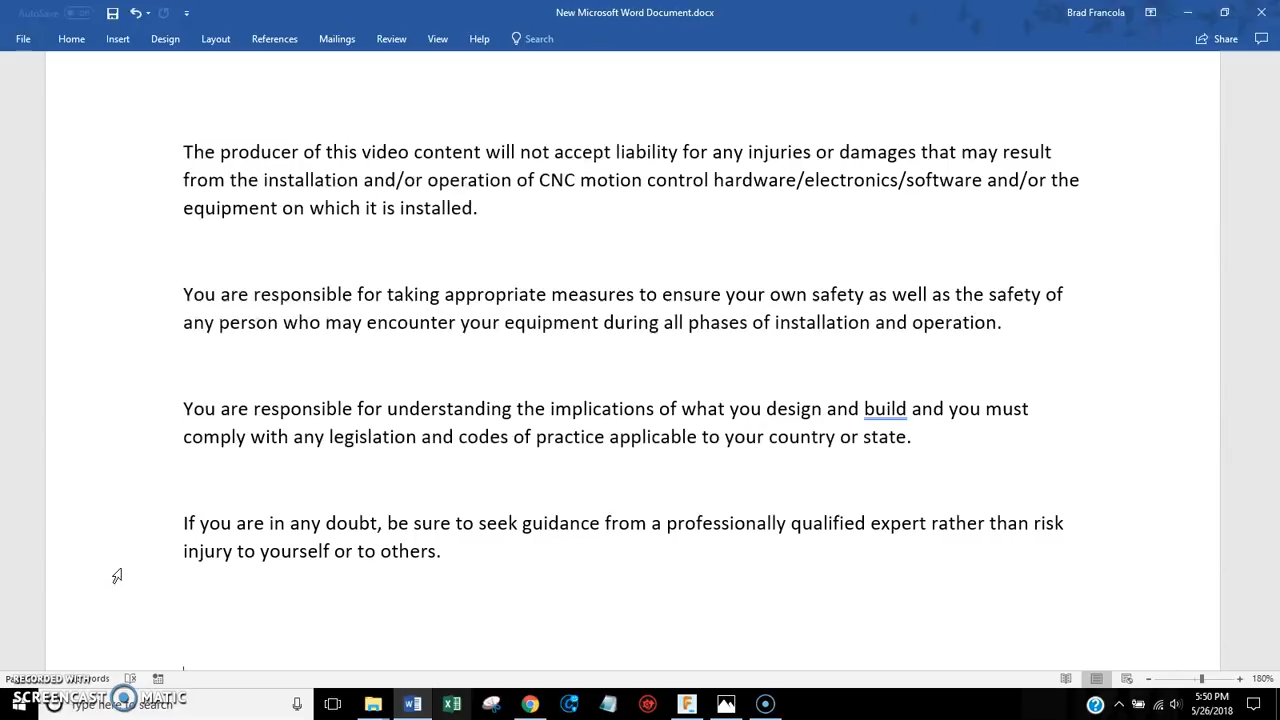 AutoSave Off
New Microsoft Word Document.docx
Brad Francola
File Home Insert Design Layout References Mailings Review View Help Search Share
The producer of this video content will not accept liability for any injuries or damages that may result
from the installation and/or operation of CNC motion control hardware/electronics/software and/or the
equipment on which it is installed.
You are responsible for taking appropriate measures to ensure your own safety as well as the safety of
any person who may encounter your equipment during all phases of installation and operation.
You are responsible for understanding the implications of what you design and build and you must
comply with any legislation and codes of practice applicable to your country or state.
If you are in any doubt, be sure to seek guidance from a professionally qualified expert rather than risk
injury to yourself or to others.
RECORDED WITH
180%
SCREENCAST MATIC
Type here to search
5:50 PM
5/26/2018